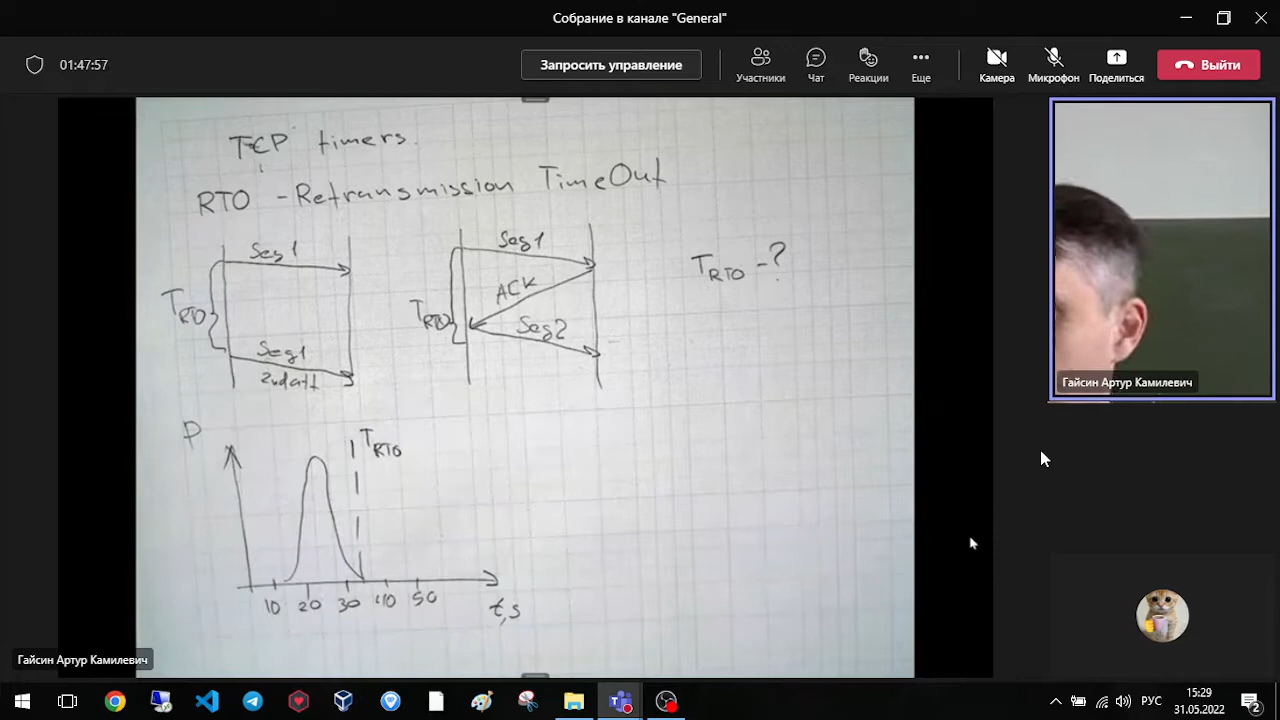 Собрание в канале "General"
01:47:57
Запросить управление
Участники
Чат
Реакции
Еще
Камера
Микрофон
Поделиться
Выйти
TCP timers.
RTO - Retransmission TimeOut
Seg1
TRTO
Seg1
2nd att
Seg1
ACK
TRTO
Seg2
TRTO - ?
P
TRTO
10 20 30 40 50
t,s
Гайсин Артур Камилевич
Гайсин Артур Камилевич
РУС
15:29
31.05.2022
2